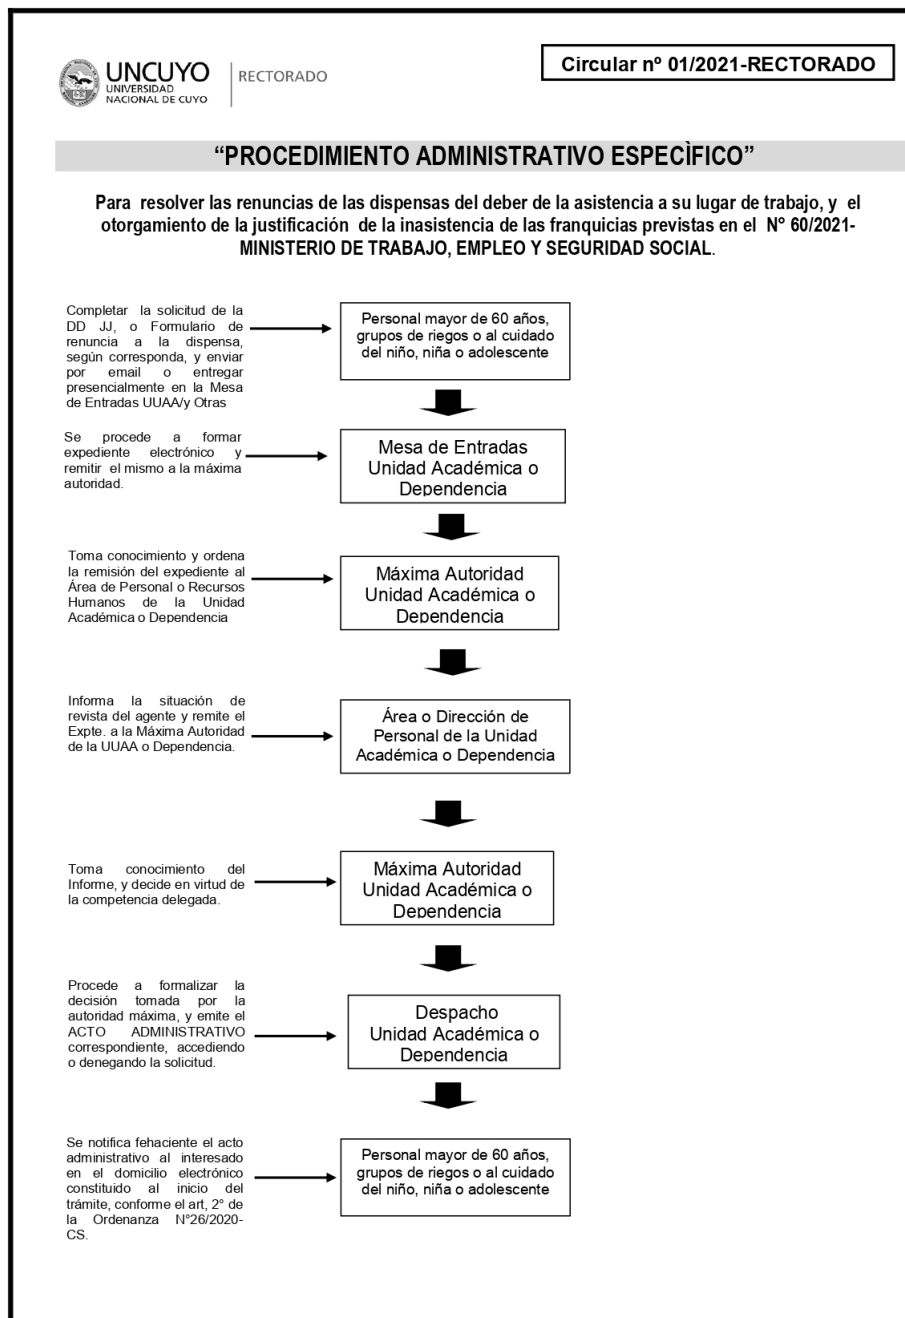 UNCUYO
UNIVERSIDAD
NACIONAL DE CUYO
RECTORADO
Circular nº 01/2021-RECTORADO
“PROCEDIMIENTO ADMINISTRATIVO ESPECÌFICO”
Para resolver las renuncias de las dispensas del deber de la asistencia a su lugar de trabajo, y el
otorgamiento de la justificación de la inasistencia de las franquicias previstas en el N° 60/2021-
MINISTERIO DE TRABAJO, EMPLEO Y SEGURIDAD SOCIAL.
Completar la solicitud de la
DD JJ, o Formulario de
renuncia a la dispensa,
según corresponda, y enviar
por email o entregar
presencialmente en la Mesa
de Entradas UUAA/y Otras
Personal mayor de 60 años,
grupos de riegos o al cuidado
del niño, niña o adolescente
Se procede a formar
expediente electrónico y
remitir el mismo a la máxima
autoridad.
Mesa de Entradas
Unidad Académica o
Dependencia
Toma conocimiento y ordena
la remisión del expediente al
Área de Personal o Recursos
Humanos de la Unidad
Académica o Dependencia
Máxima Autoridad
Unidad Académica o
Dependencia
Informa la situación de
revista del agente y remite el
Expte. a la Máxima Autoridad
de la UUAA o Dependencia.
Área o Dirección de
Personal de la Unidad
Académica o Dependencia
Toma conocimiento del
Informe, y decide en virtud de
la competencia delegada.
Máxima Autoridad
Unidad Académica o
Dependencia
Procede a formalizar la
decisión tomada por la
autoridad máxima, y emite el
ACTO ADMINISTRATIVO
correspondiente, accediendo
o denegando la solicitud.
Despacho
Unidad Académica o
Dependencia
Se notifica fehaciente el acto
administrativo al interesado
en el domicilio electrónico
constituido al inicio del
trámite, conforme el art, 2° de
la Ordenanza N°26/2020-
CS.
Personal mayor de 60 años,
grupos de riegos o al cuidado
del niño, niña o adolescente